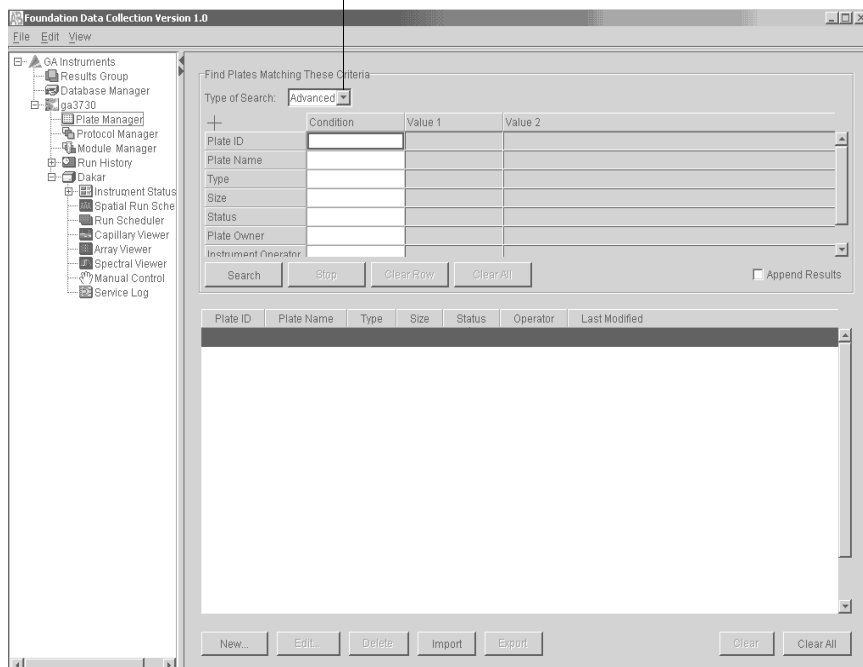 Foundation Data Collection Version 1.0
File Edit View
GA Instruments
Results Group
Database Manager
ga3730
Plate Manager
Protocol Manager
Module Manager
Run History
Dakar
Instrument Status
Spatial Run Sche
Run Scheduler
Capillary Viewer
Array Viewer
Spectral Viewer
Manual Control
Service Log
Find Plates Matching These Criteria
Type of Search: Advanced
Condition Value 1 Value 2
Plate ID
Plate Name
Type
Size
Status
Plate Owner
Instrument Operator
Search Stop Clear Row Clear All Append Results
Plate ID Plate Name Type Size Status Operator Last Modified
New... Edit... Delete Import Export Clear Clear All